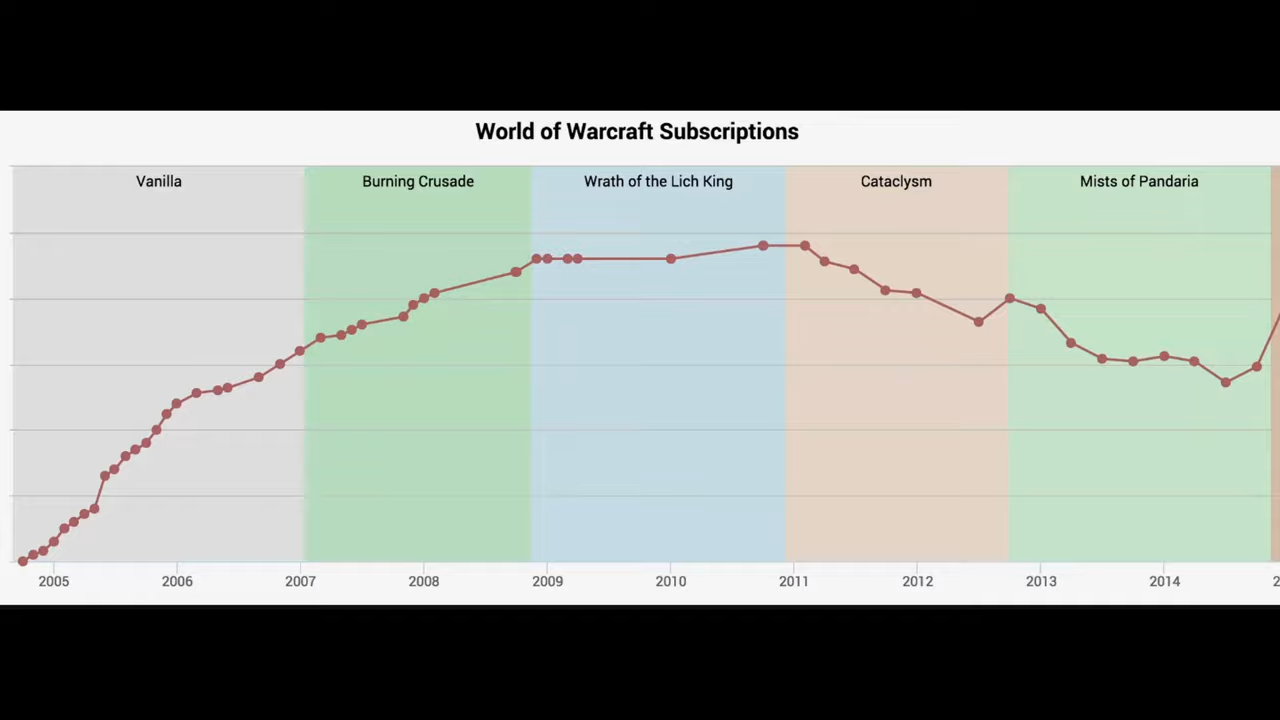 World of Warcraft Subscriptions
Vanilla Burning Crusade Wrath of the Lich King Cataclysm Mists of Pandaria
2005 2006 2007 2008 2009 2010 2011 2012 2013 2014